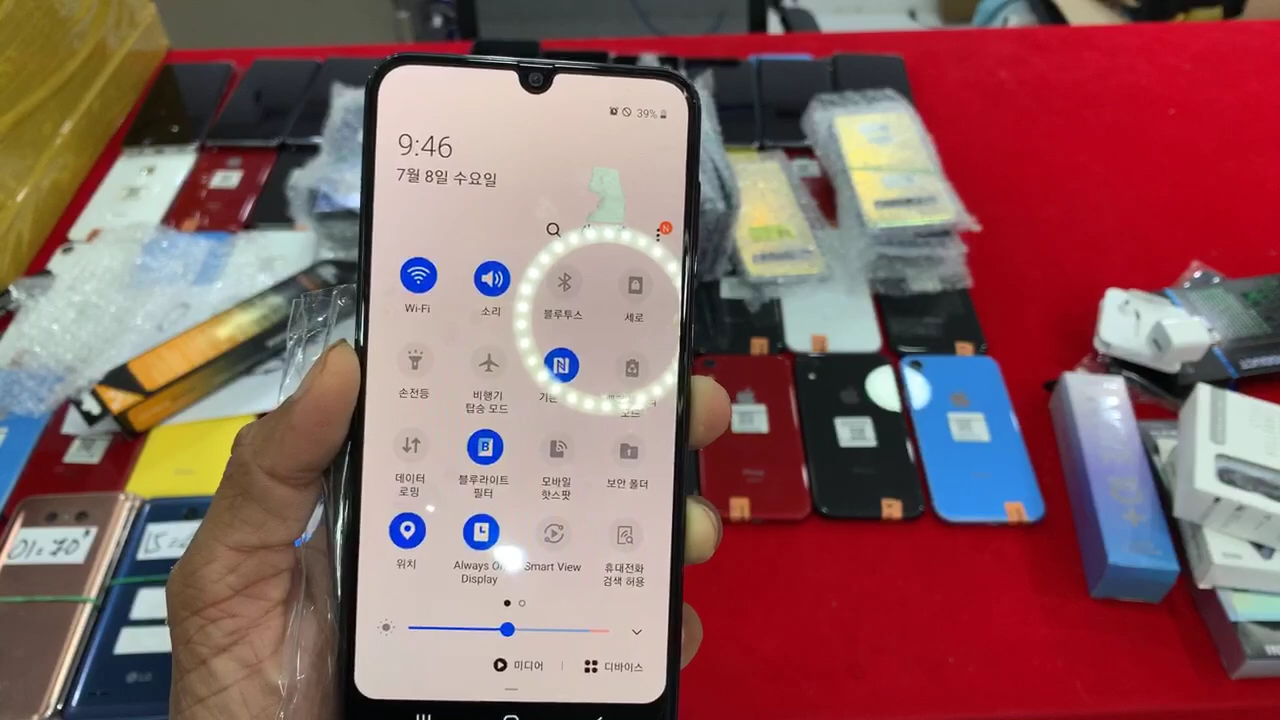 39%
9:46
7월 8일 수요일
N
Wi-Fi
소리
블루투스
세로
손전등
비행기
탑승 모드
모드
데이터
로밍
블루라이트
필터
모바일
핫스팟
보안 폴더
위치
Always On
Display
Smart View
휴대전화
검색 허용
미디어
디바이스
LG